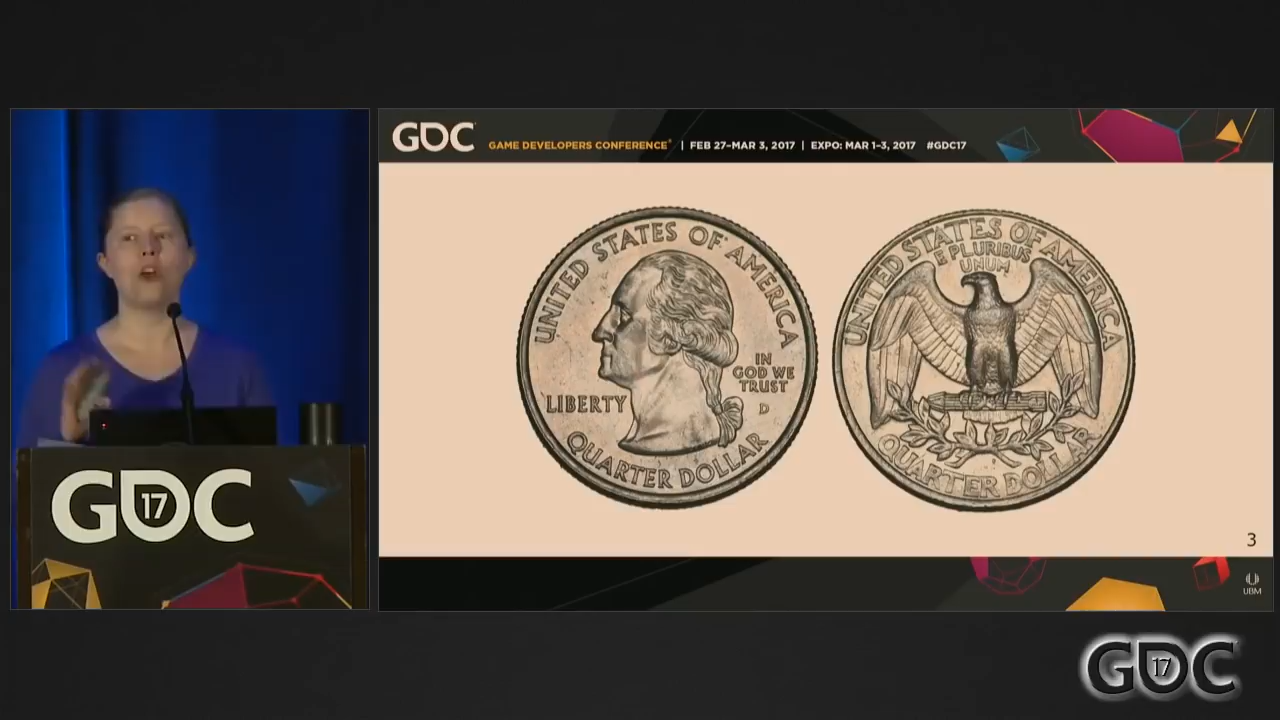 GDC
GAME DEVELOPERS CONFERENCE® | FEB 27–MAR 3, 2017 | EXPO: MAR 1–3, 2017 #GDC17
UNITED STATES OF AMERICA
LIBERTY
IN
GOD WE
TRUST
D
QUARTER DOLLAR
UNITED STATES OF AMERICA
E PLURIBUS
UNUM
QUARTER DOLLAR
3
UBM
GDC
17
GDC
17